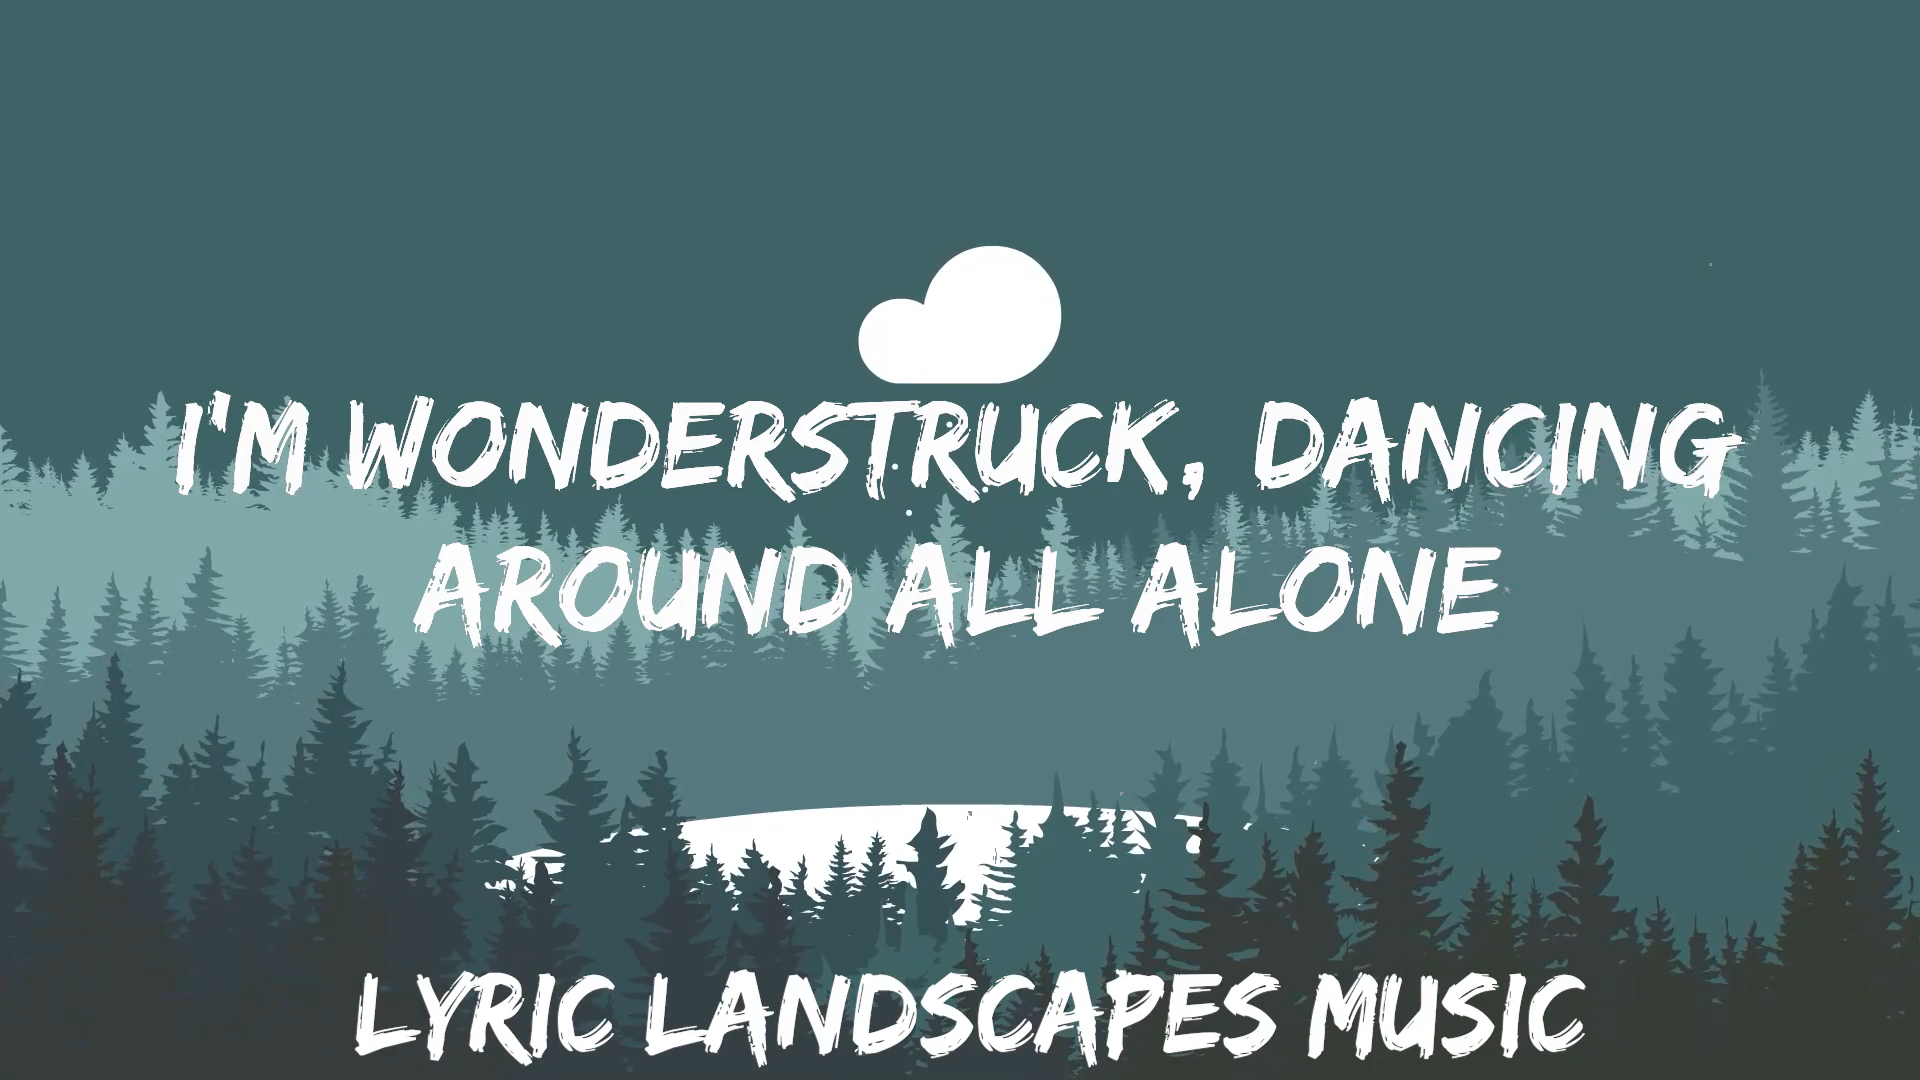 I'M WONDERSTRUCK, DANCING
AROUND ALL ALONE
LYRIC LANDSCAPES MUSIC